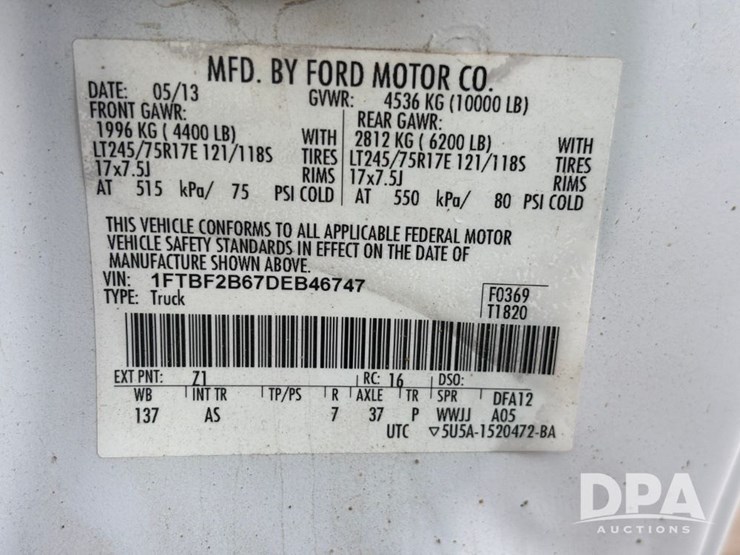 MFD. BY FORD MOTOR CO.
DATE: 05/13 GVWR: 4536 KG (10000 LB)
FRONT GAWR: REAR GAWR:
1996 KG ( 4400 LB) WITH 2812 KG ( 6200 LB) WITH
LT245/75R17E 121/118S TIRES LT245/75R17E 121/118S TIRES
17x7.5J RIMS 17x7.5J RIMS
AT 515 kPa/ 75 PSI COLD AT 550 kPa/ 80 PSI COLD
THIS VEHICLE CONFORMS TO ALL APPLICABLE FEDERAL MOTOR
VEHICLE SAFETY STANDARDS IN EFFECT ON THE DATE OF
MANUFACTURE SHOWN ABOVE.
VIN: 1FTBF2B67DEB46747 F0369
TYPE: Truck T1820
EXT PNT: Z1 RC: 16 DSO:
WB INT TR TP/PS R AXLE TR SPR DFA12
137 AS 7 37 P WWJJ A05
UTC ▽5U5A-1520472-BA
DPA
AUCTIONS